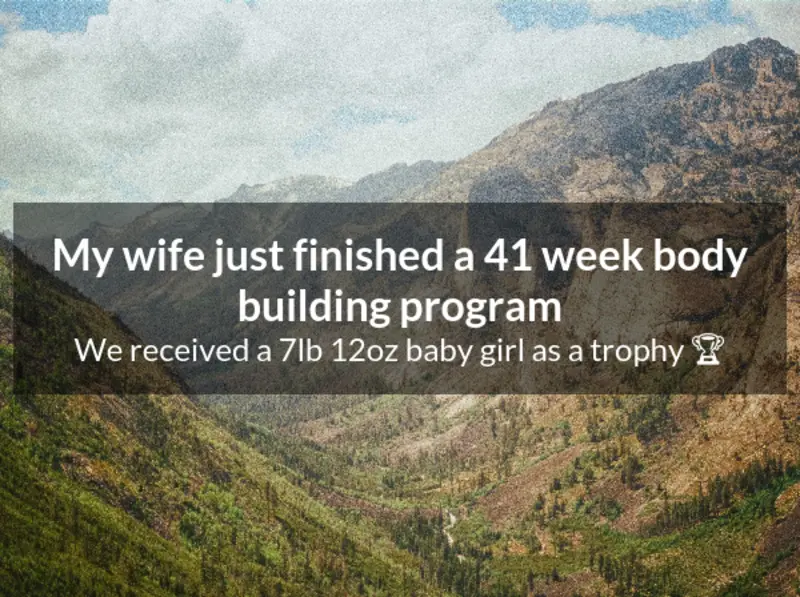 My wife just finished a 41 week body
building program
We received a 7lb 12oz baby girl as a trophy 🏆